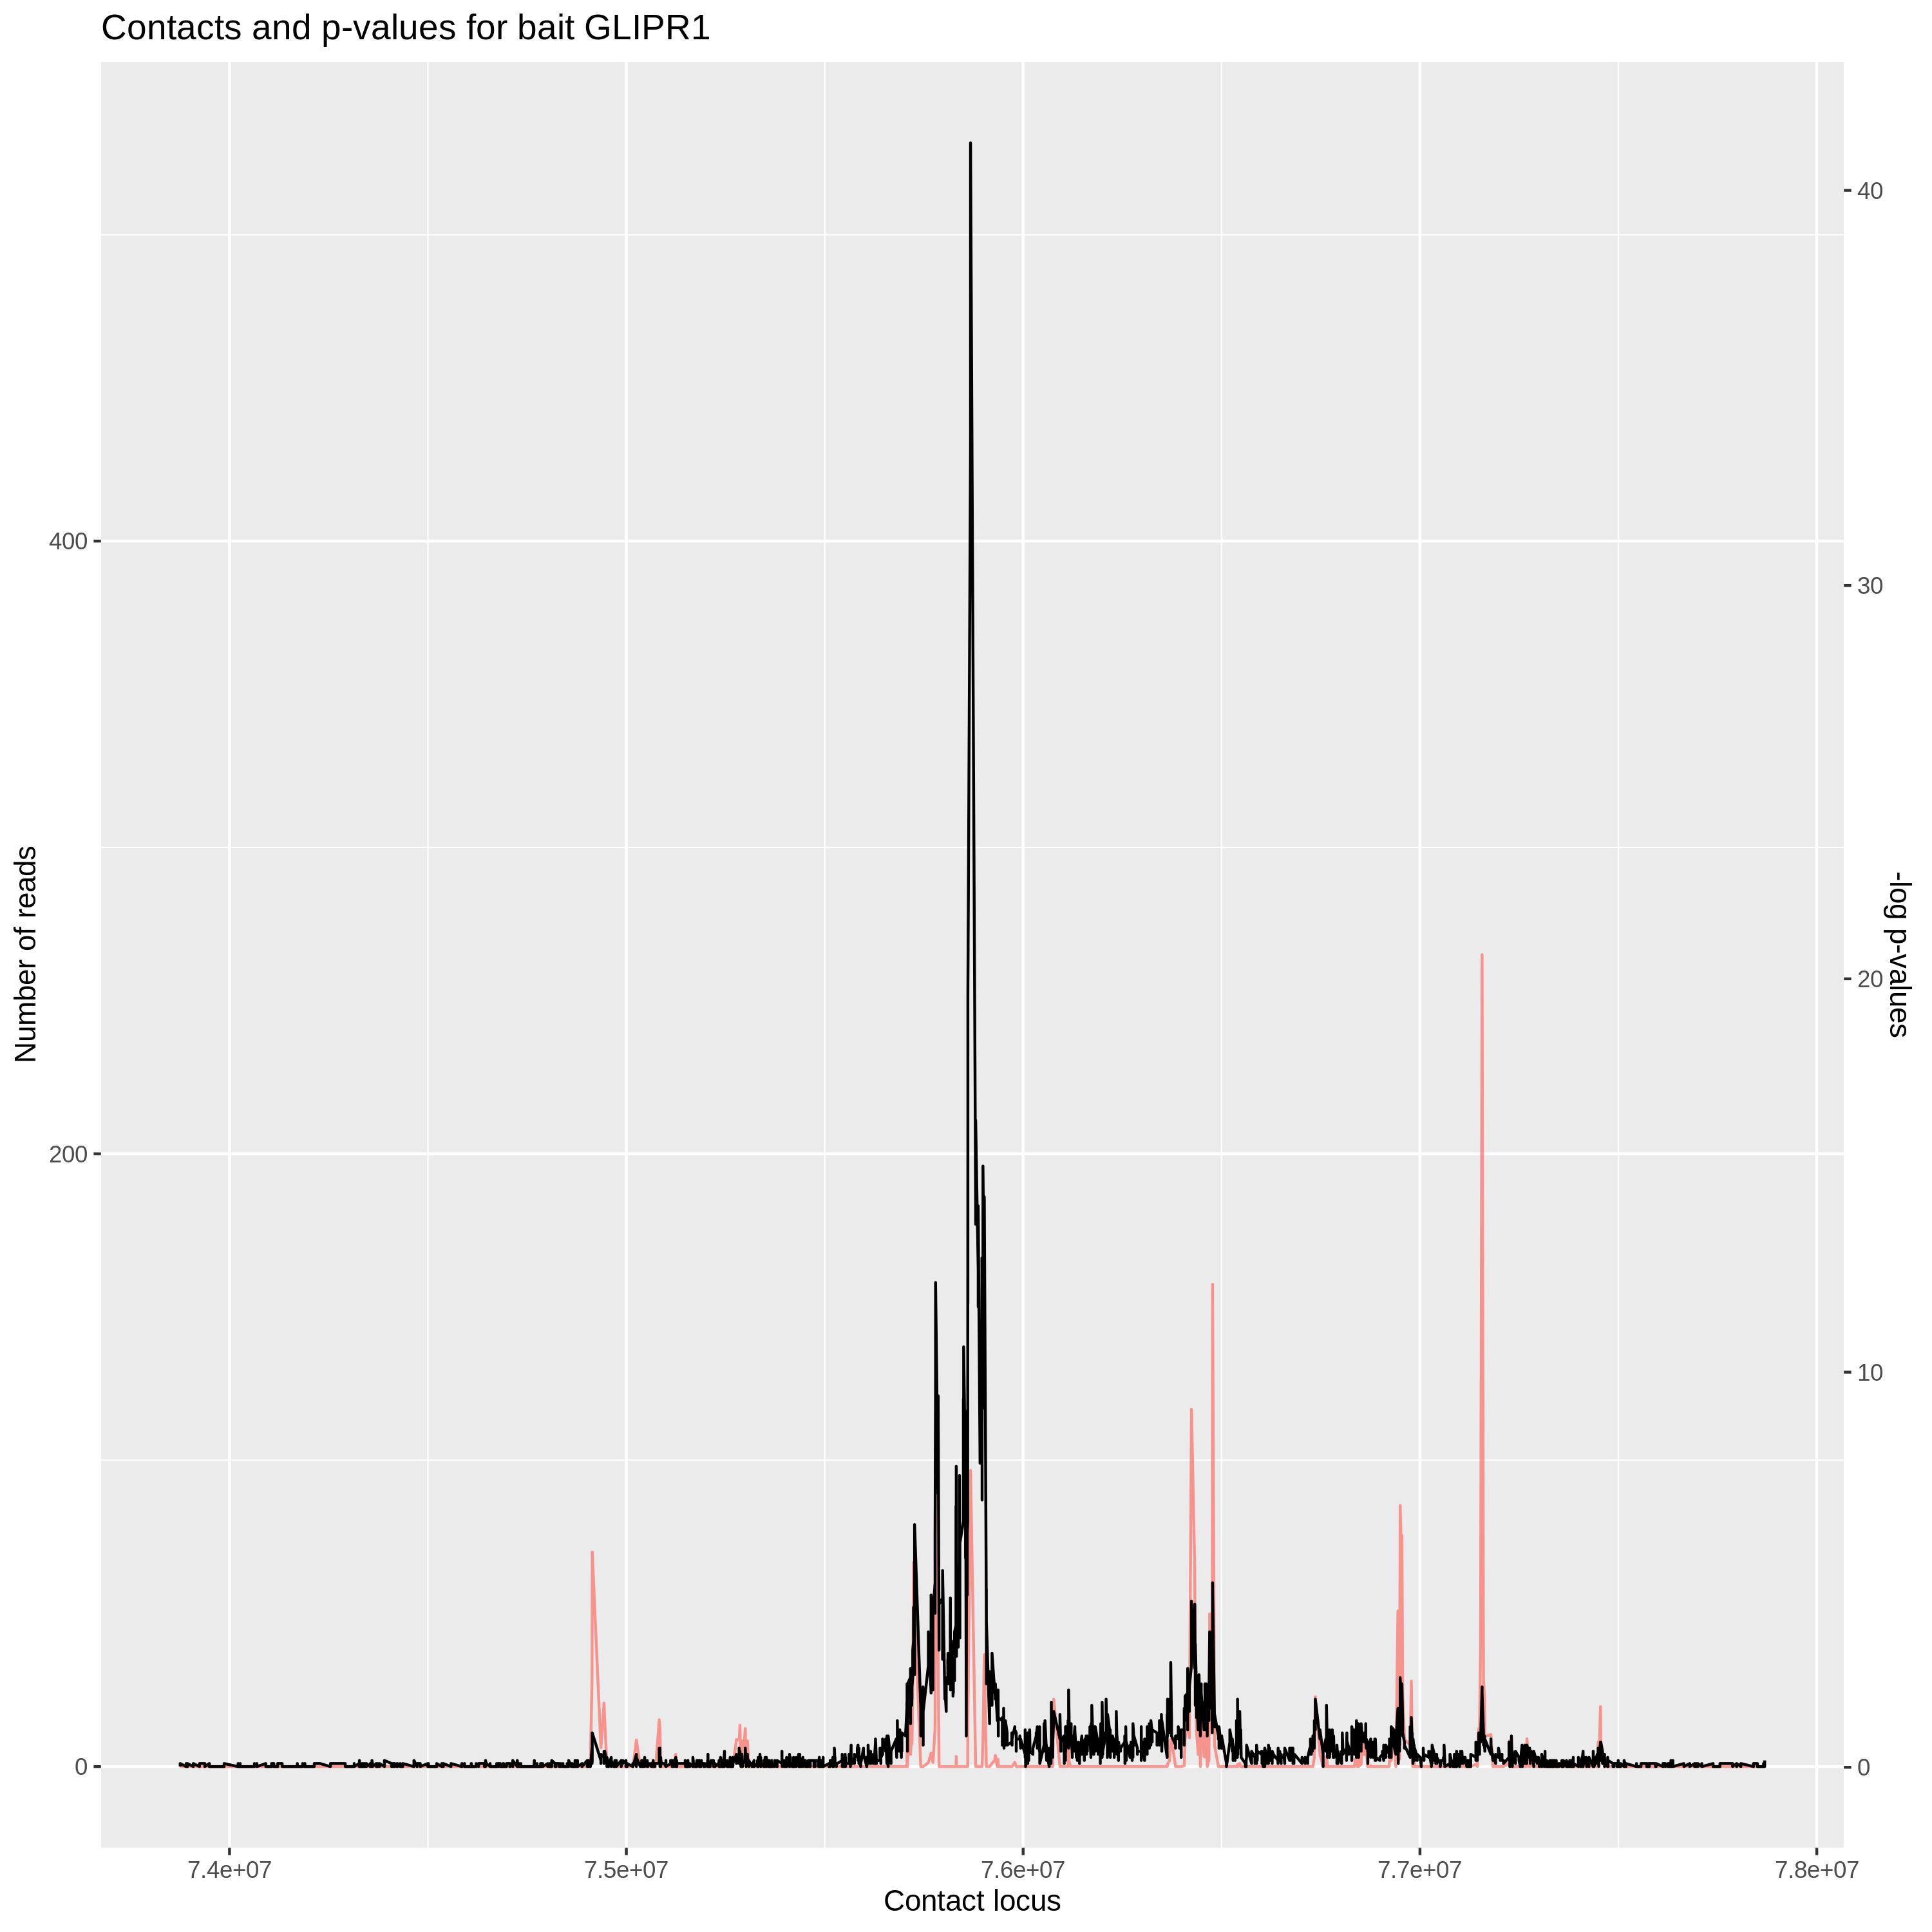 Contacts and p-values for bait GLIPR1
Number of reads
400
200
0
40
30
20
10
0
-log p-values
7.4e+07 7.5e+07 7.6e+07 7.7e+07 7.8e+07
Contact locus